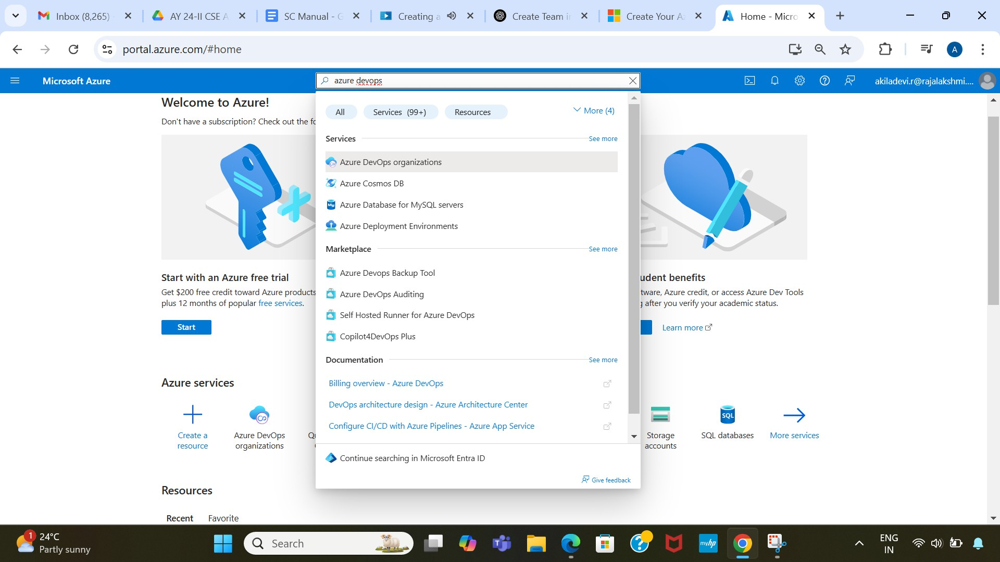 Inbox (8,265)
AY 24-II CSE A
SC Manual - G
Creating a
Create Team i
Create Your Az
Home - Micro
portal.azure.com/#home
A
Microsoft Azure
azure devops
akiladevi.r@rajalakshmi....
Welcome to Azure!
Don't have a subscription? Check out the fo
All
Services (99+)
Resources
More (4)
Services
See more
Azure DevOps organizations
Azure Cosmos DB
My
Azure Database for MySQL servers
Azure Deployment Environments
Marketplace
See more
Azure Devops Backup Tool
Azure DevOps Auditing
Self Hosted Runner for Azure DevOps
Copilot4DevOps Plus
Documentation
See more
Billing overview - Azure DevOps
DevOps architecture design - Azure Architecture Center
Configure CI/CD with Azure Pipelines - Azure App Service
Continue searching in Microsoft Entra ID
Give feedback
Start with an Azure free trial
Get $200 free credit toward Azure products
plus 12 months of popular free services.
Start
udent benefits
tware, Azure credit, or access Azure Dev Tools
g after you verify your academic status.
Learn more
Azure services
Create a
resource
Azure DevOps
organizations
Storage
accounts
SQL
SQL databases
More services
Resources
Recent
Favorite
1
24°C
Partly sunny
Search
T
myhp
ENG
IN